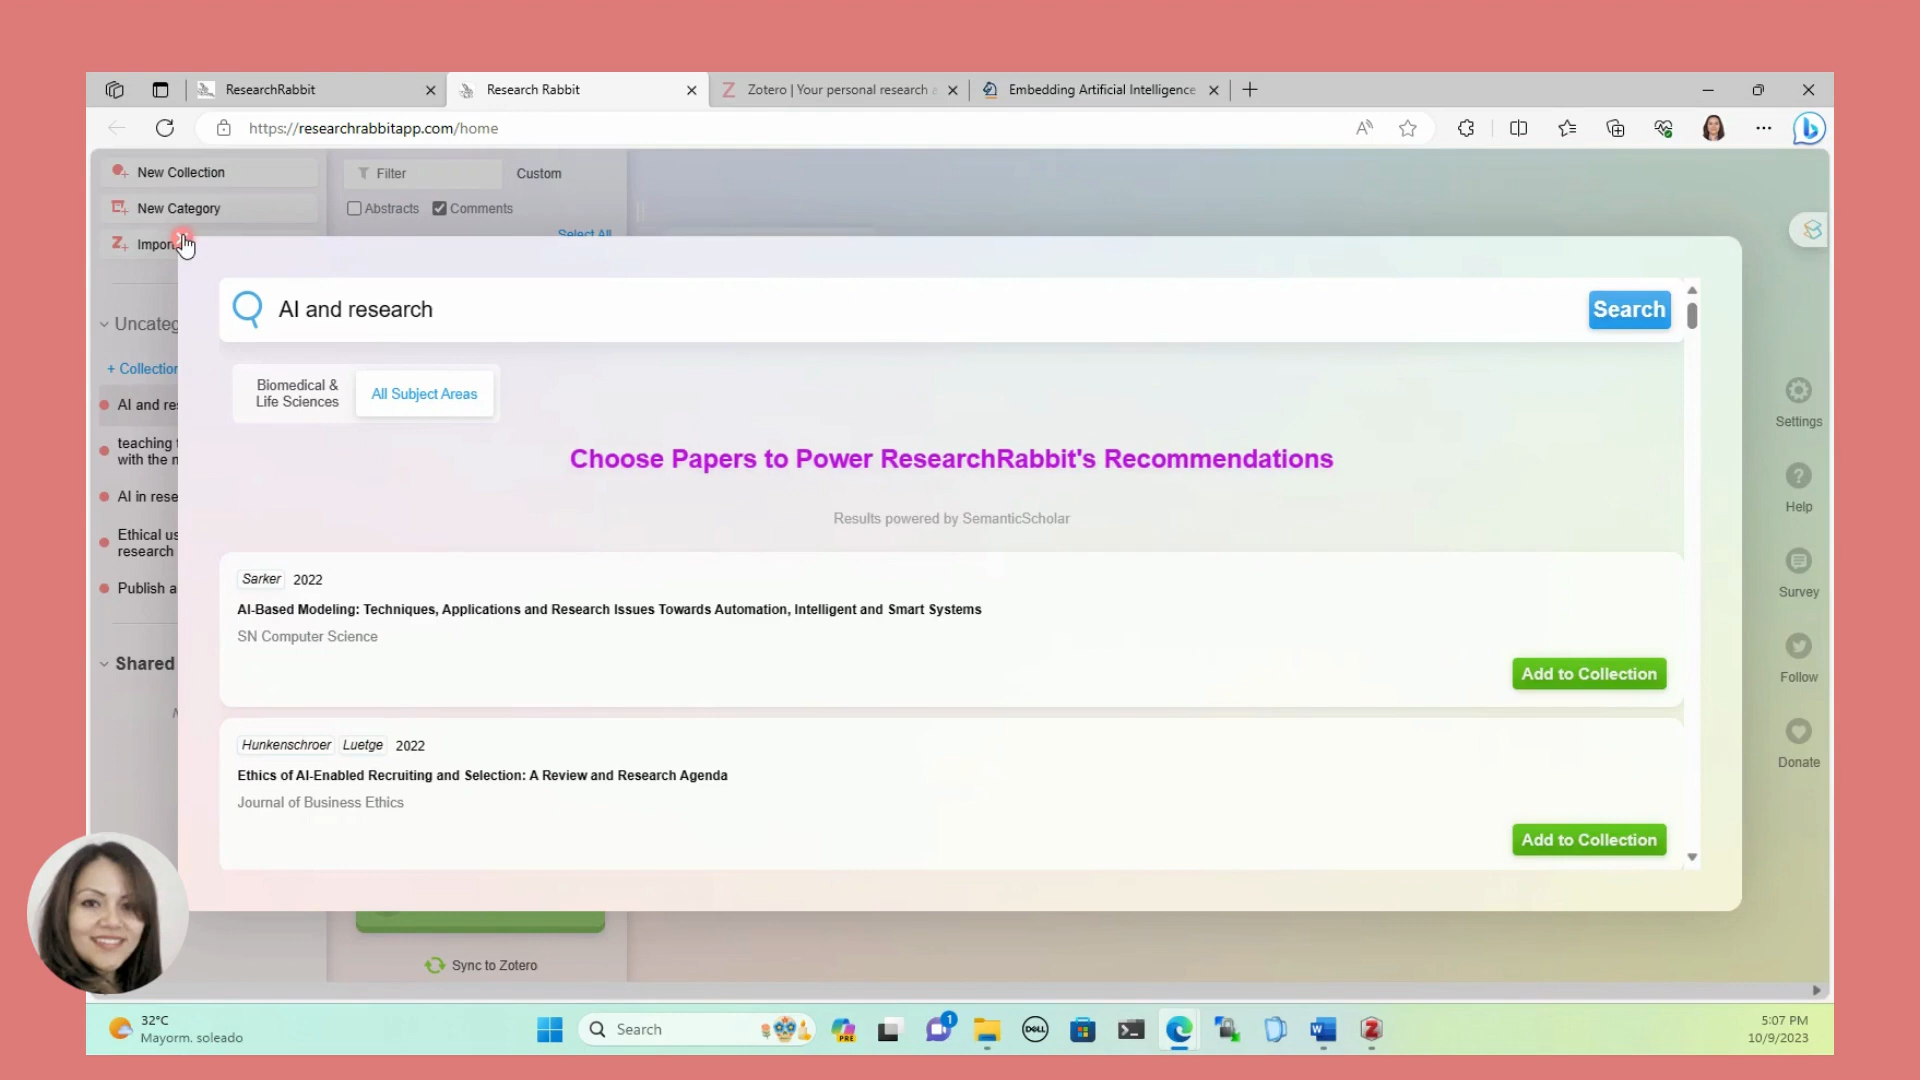 ResearchRabbit
Research Rabbit
Zotero | Your personal research a
Embedding Artificial Intelligence
https://researchrabbitapp.com/home
New Collection
New Category
Impor
Filter
Custom
Abstracts
Comments
Select All
AI and research
Search
Uncateg
+ Collection
AI and re
teaching
with the n
AI in rese
Ethical us
research
Publish a
Shared
Biomedical &
Life Sciences
All Subject Areas
Choose Papers to Power ResearchRabbit's Recommendations
Results powered by SemanticScholar
Sarker 2022
AI-Based Modeling: Techniques, Applications and Research Issues Towards Automation, Intelligent and Smart Systems
SN Computer Science
Add to Collection
Hunkenschroer Luetge 2022
Ethics of AI-Enabled Recruiting and Selection: A Review and Research Agenda
Journal of Business Ethics
Add to Collection
Settings
Help
Survey
Follow
Donate
Sync to Zotero
32°C
Mayorm. soleado
Search
PRE
1
DELL
5:07 PM
10/9/2023